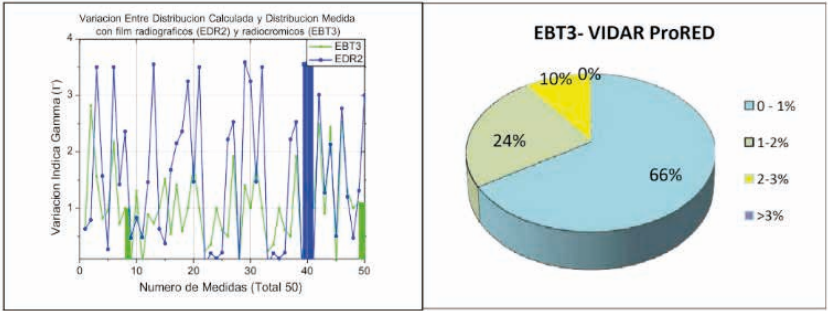 Variacion Entre Distribucion Calculada y Distribucion Medida
con film radiograficos (EDR2) y radiocromicos (EBT3)
EBT3
EDR2
Variacion Indica Gamma (Γ)
4
3
2
1
0
10
20
30
40
50
Numero de Medidas (Total 50)
EBT3- VIDAR ProRED
0%
10%
24%
66%
0 - 1%
1-2%
2-3%
>3%